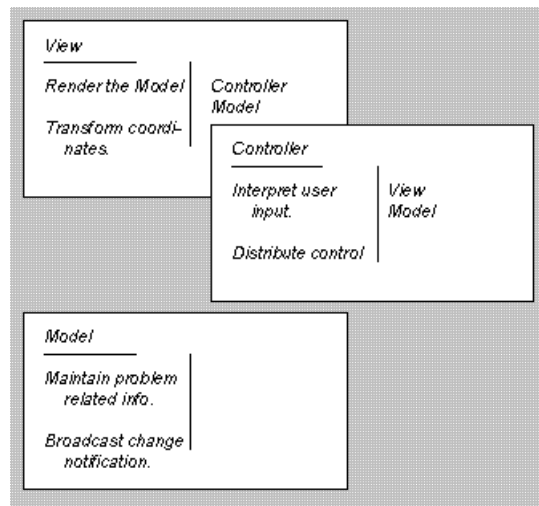 View
Render the Model
Transform coordi-
nates.
Controller
Model
Controller
Interpret user
input.
Distribute control
View
Model
Model
Maintain problem
related info.
Broadcast change
notification.